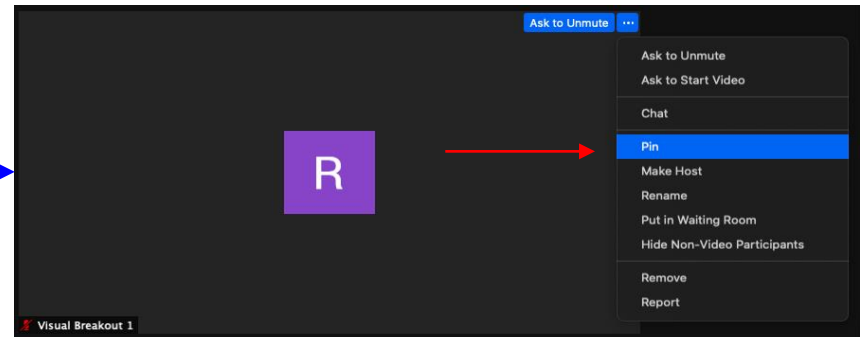 Ask to Unmute ...
Ask to Unmute
Ask to Start Video
Chat
Pin
Make Host
Rename
Put in Waiting Room
Hide Non-Video Participants
Remove
Report
R
Visual Breakout 1